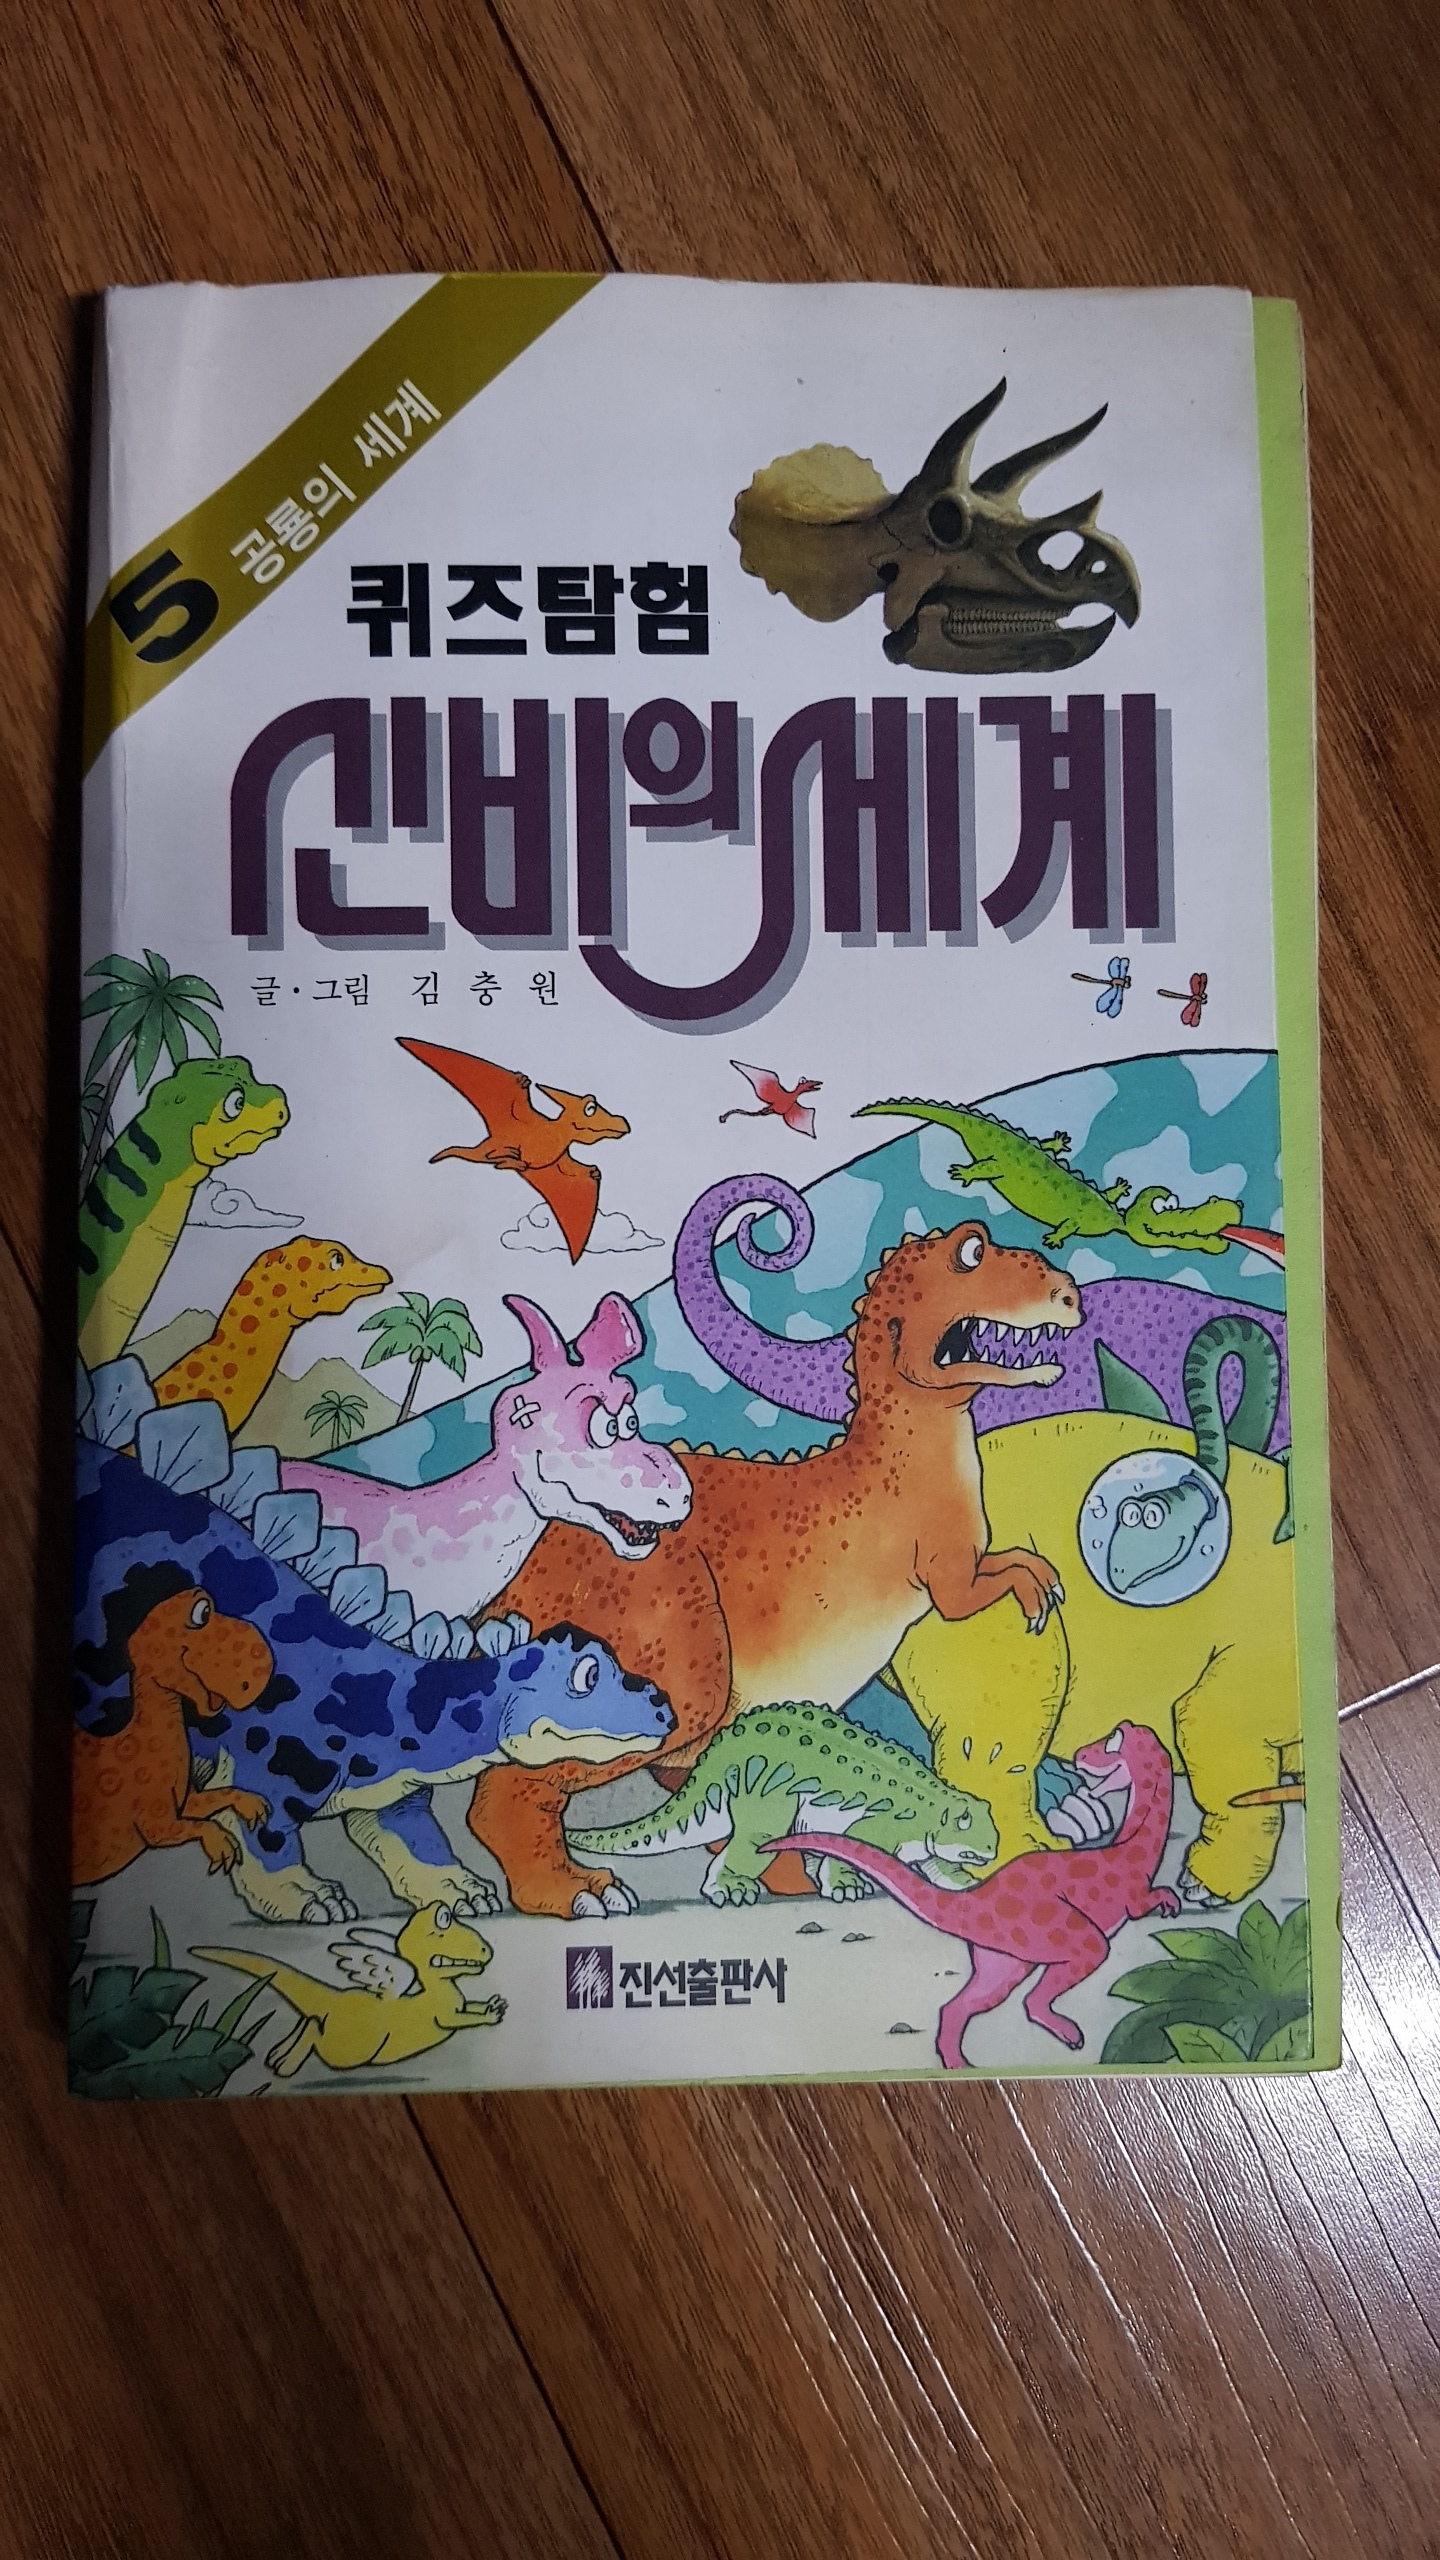 5 공룡의 세계
퀴즈탐험
신비의 세계
글·그림 김충원
진선출판사